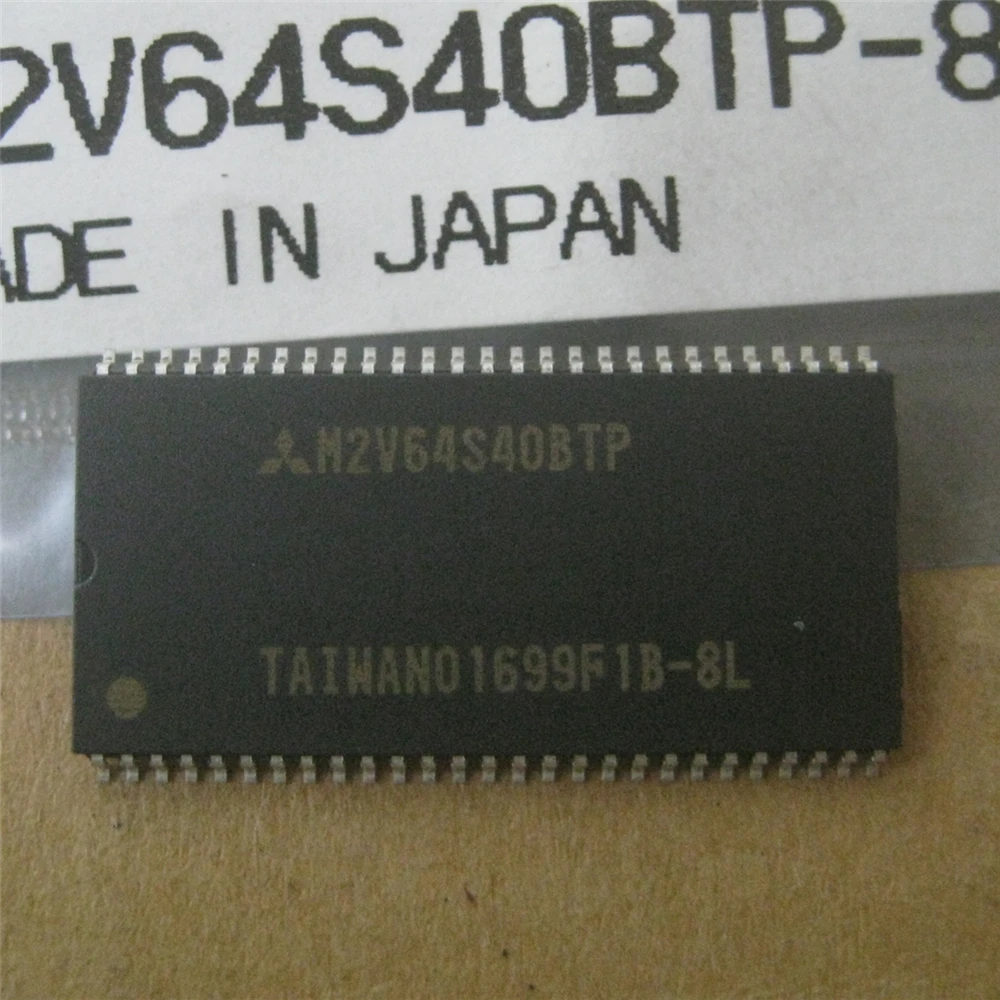 2V64S40BTP-8
ADE IN JAPAN
M2V64S40BTP
TAIWAN01699F1B-8L